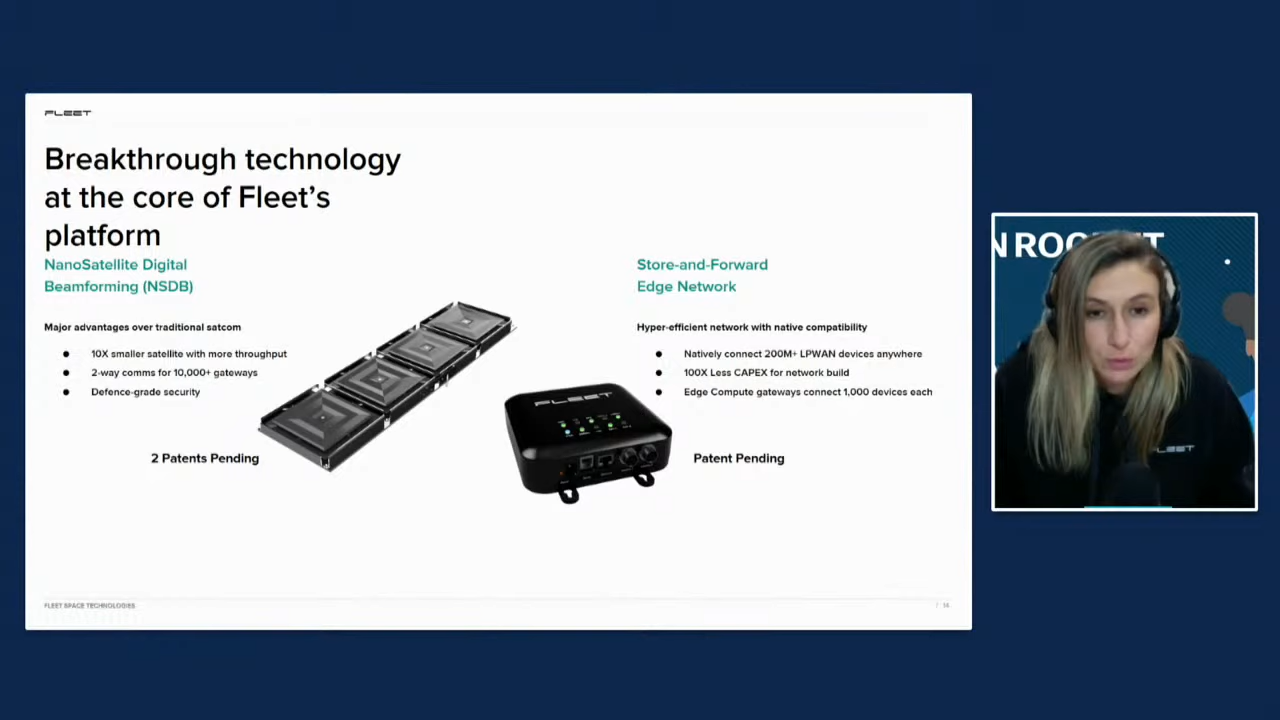 FLEET
Breakthrough technology
at the core of Fleet's
platform
NanoSatellite Digital
Beamforming (NSDB)
Major advantages over traditional satcom
● 10X smaller satellite with more throughput
● 2-way comms for 10,000+ gateways
● Defence-grade security
2 Patents Pending
FLEET
Store-and-Forward
Edge Network
Hyper-efficient network with native compatibility
● Natively connect 200M+ LPWAN devices anywhere
● 100X Less CAPEX for network build
● Edge Compute gateways connect 1,000 devices each
Patent Pending
FLEET SPACE TECHNOLOGIES
/ 14
N ROCKET
FLEET